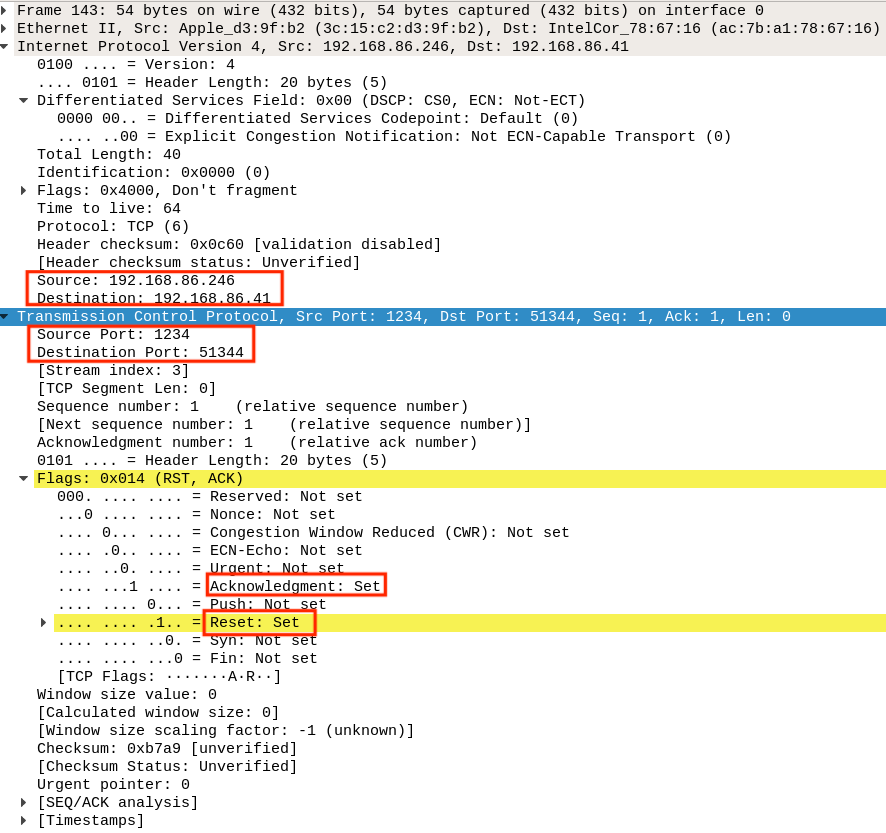 Frame 143: 54 bytes on wire (432 bits), 54 bytes captured (432 bits) on interface 0
Ethernet II, Src: Apple_d3:9f:b2 (3c:15:c2:d3:9f:b2), Dst: IntelCor_78:67:16 (ac:7b:a1:78:67:16)
Internet Protocol Version 4, Src: 192.168.86.246, Dst: 192.168.86.41
0100 .... = Version: 4
.... 0101 = Header Length: 20 bytes (5)
Differentiated Services Field: 0x00 (DSCP: CS0, ECN: Not-ECT)
0000 00.. = Differentiated Services Codepoint: Default (0)
.... ..00 = Explicit Congestion Notification: Not ECN-Capable Transport (0)
Total Length: 40
Identification: 0x0000 (0)
Flags: 0x4000, Don't fragment
Time to live: 64
Protocol: TCP (6)
Header checksum: 0x0c60 [validation disabled]
[Header checksum status: Unverified]
Source: 192.168.86.246
Destination: 192.168.86.41
Transmission Control Protocol, Src Port: 1234, Dst Port: 51344, Seq: 1, Ack: 1, Len: 0
Source Port: 1234
Destination Port: 51344
[Stream index: 3]
[TCP Segment Len: 0]
Sequence number: 1    (relative sequence number)
[Next sequence number: 1    (relative sequence number)]
Acknowledgment number: 1    (relative ack number)
0101 .... = Header Length: 20 bytes (5)
Flags: 0x014 (RST, ACK)
000. .... .... = Reserved: Not set
...0 .... .... = Nonce: Not set
.... 0... .... = Congestion Window Reduced (CWR): Not set
.... .0.. .... = ECN-Echo: Not set
.... ..0. .... = Urgent: Not set
.... ...1 .... = Acknowledgment: Set
.... .... 0... = Push: Not set
.... .... .1.. = Reset: Set
.... .... ..0. = Syn: Not set
.... .... ...0 = Fin: Not set
[TCP Flags: ·······A·R··]
Window size value: 0
[Calculated window size: 0]
[Window size scaling factor: -1 (unknown)]
Checksum: 0xb7a9 [unverified]
[Checksum Status: Unverified]
Urgent pointer: 0
[SEQ/ACK analysis]
[Timestamps]